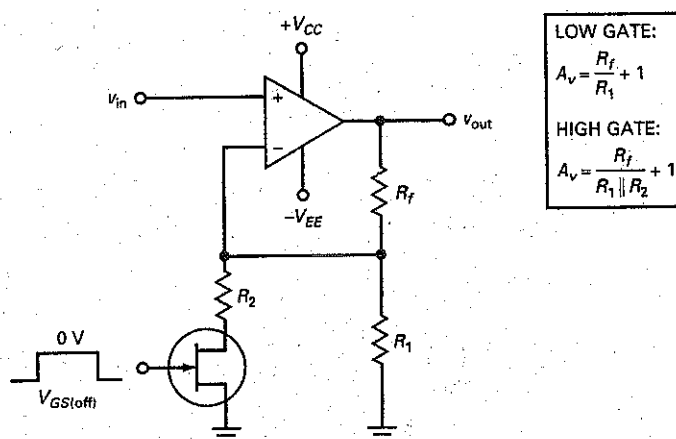 +V_CC
LOW GATE:
A_v = R_f / R_1 + 1
v_in
+
v_out
HIGH GATE:
A_v = R_f / R_1 || R_2 + 1
−
−V_EE
R_f
R_2
0 V
R_1
V_GS(off)